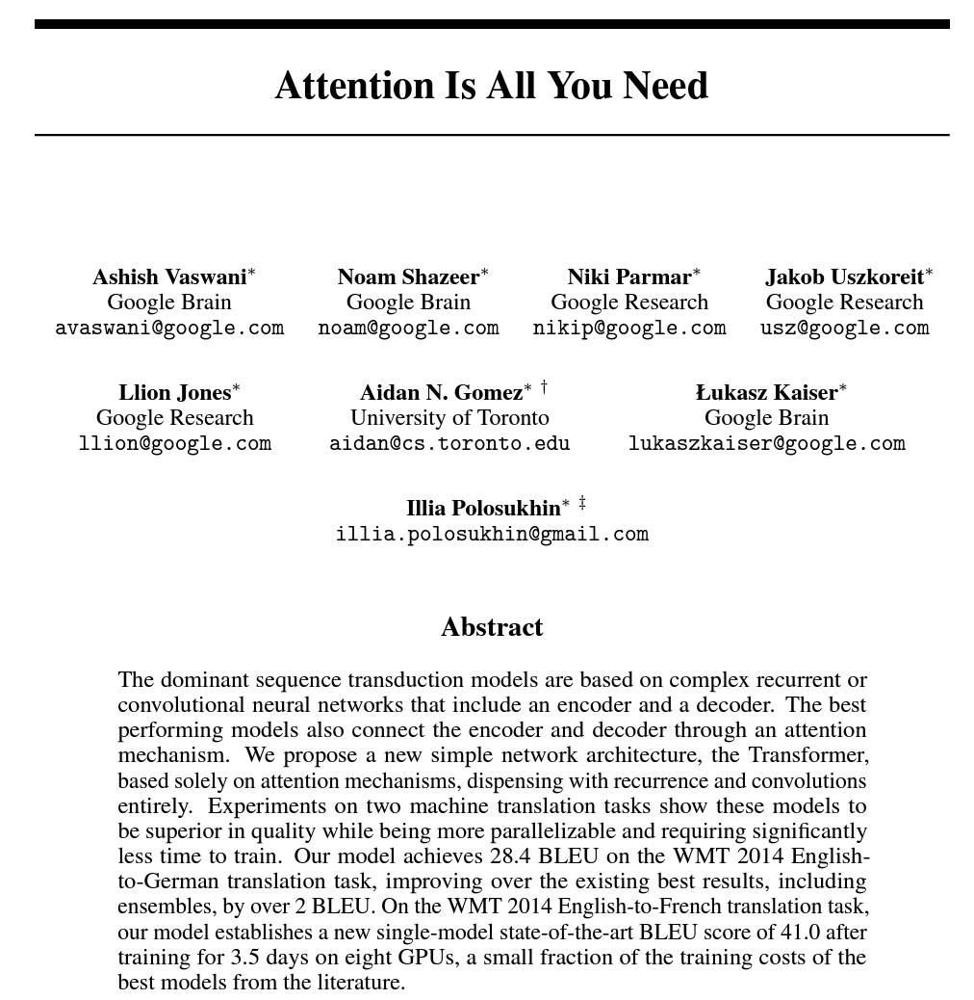 Attention Is All You Need
Ashish Vaswani* Noam Shazeer* Niki Parmar* Jakob Uszkoreit*
Google Brain Google Brain Google Research Google Research
avaswani@google.com noam@google.com nikip@google.com usz@google.com
Llion Jones* Aidan N. Gomez* † Łukasz Kaiser*
Google Research University of Toronto Google Brain
llion@google.com aidan@cs.toronto.edu lukaszkaiser@google.com
Illia Polosukhin* ‡
illia.polosukhin@gmail.com
Abstract
The dominant sequence transduction models are based on complex recurrent or
convolutional neural networks that include an encoder and a decoder. The best
performing models also connect the encoder and decoder through an attention
mechanism. We propose a new simple network architecture, the Transformer,
based solely on attention mechanisms, dispensing with recurrence and convolutions
entirely. Experiments on two machine translation tasks show these models to
be superior in quality while being more parallelizable and requiring significantly
less time to train. Our model achieves 28.4 BLEU on the WMT 2014 English-
to-German translation task, improving over the existing best results, including
ensembles, by over 2 BLEU. On the WMT 2014 English-to-French translation task,
our model establishes a new single-model state-of-the-art BLEU score of 41.0 after
training for 3.5 days on eight GPUs, a small fraction of the training costs of the
best models from the literature.